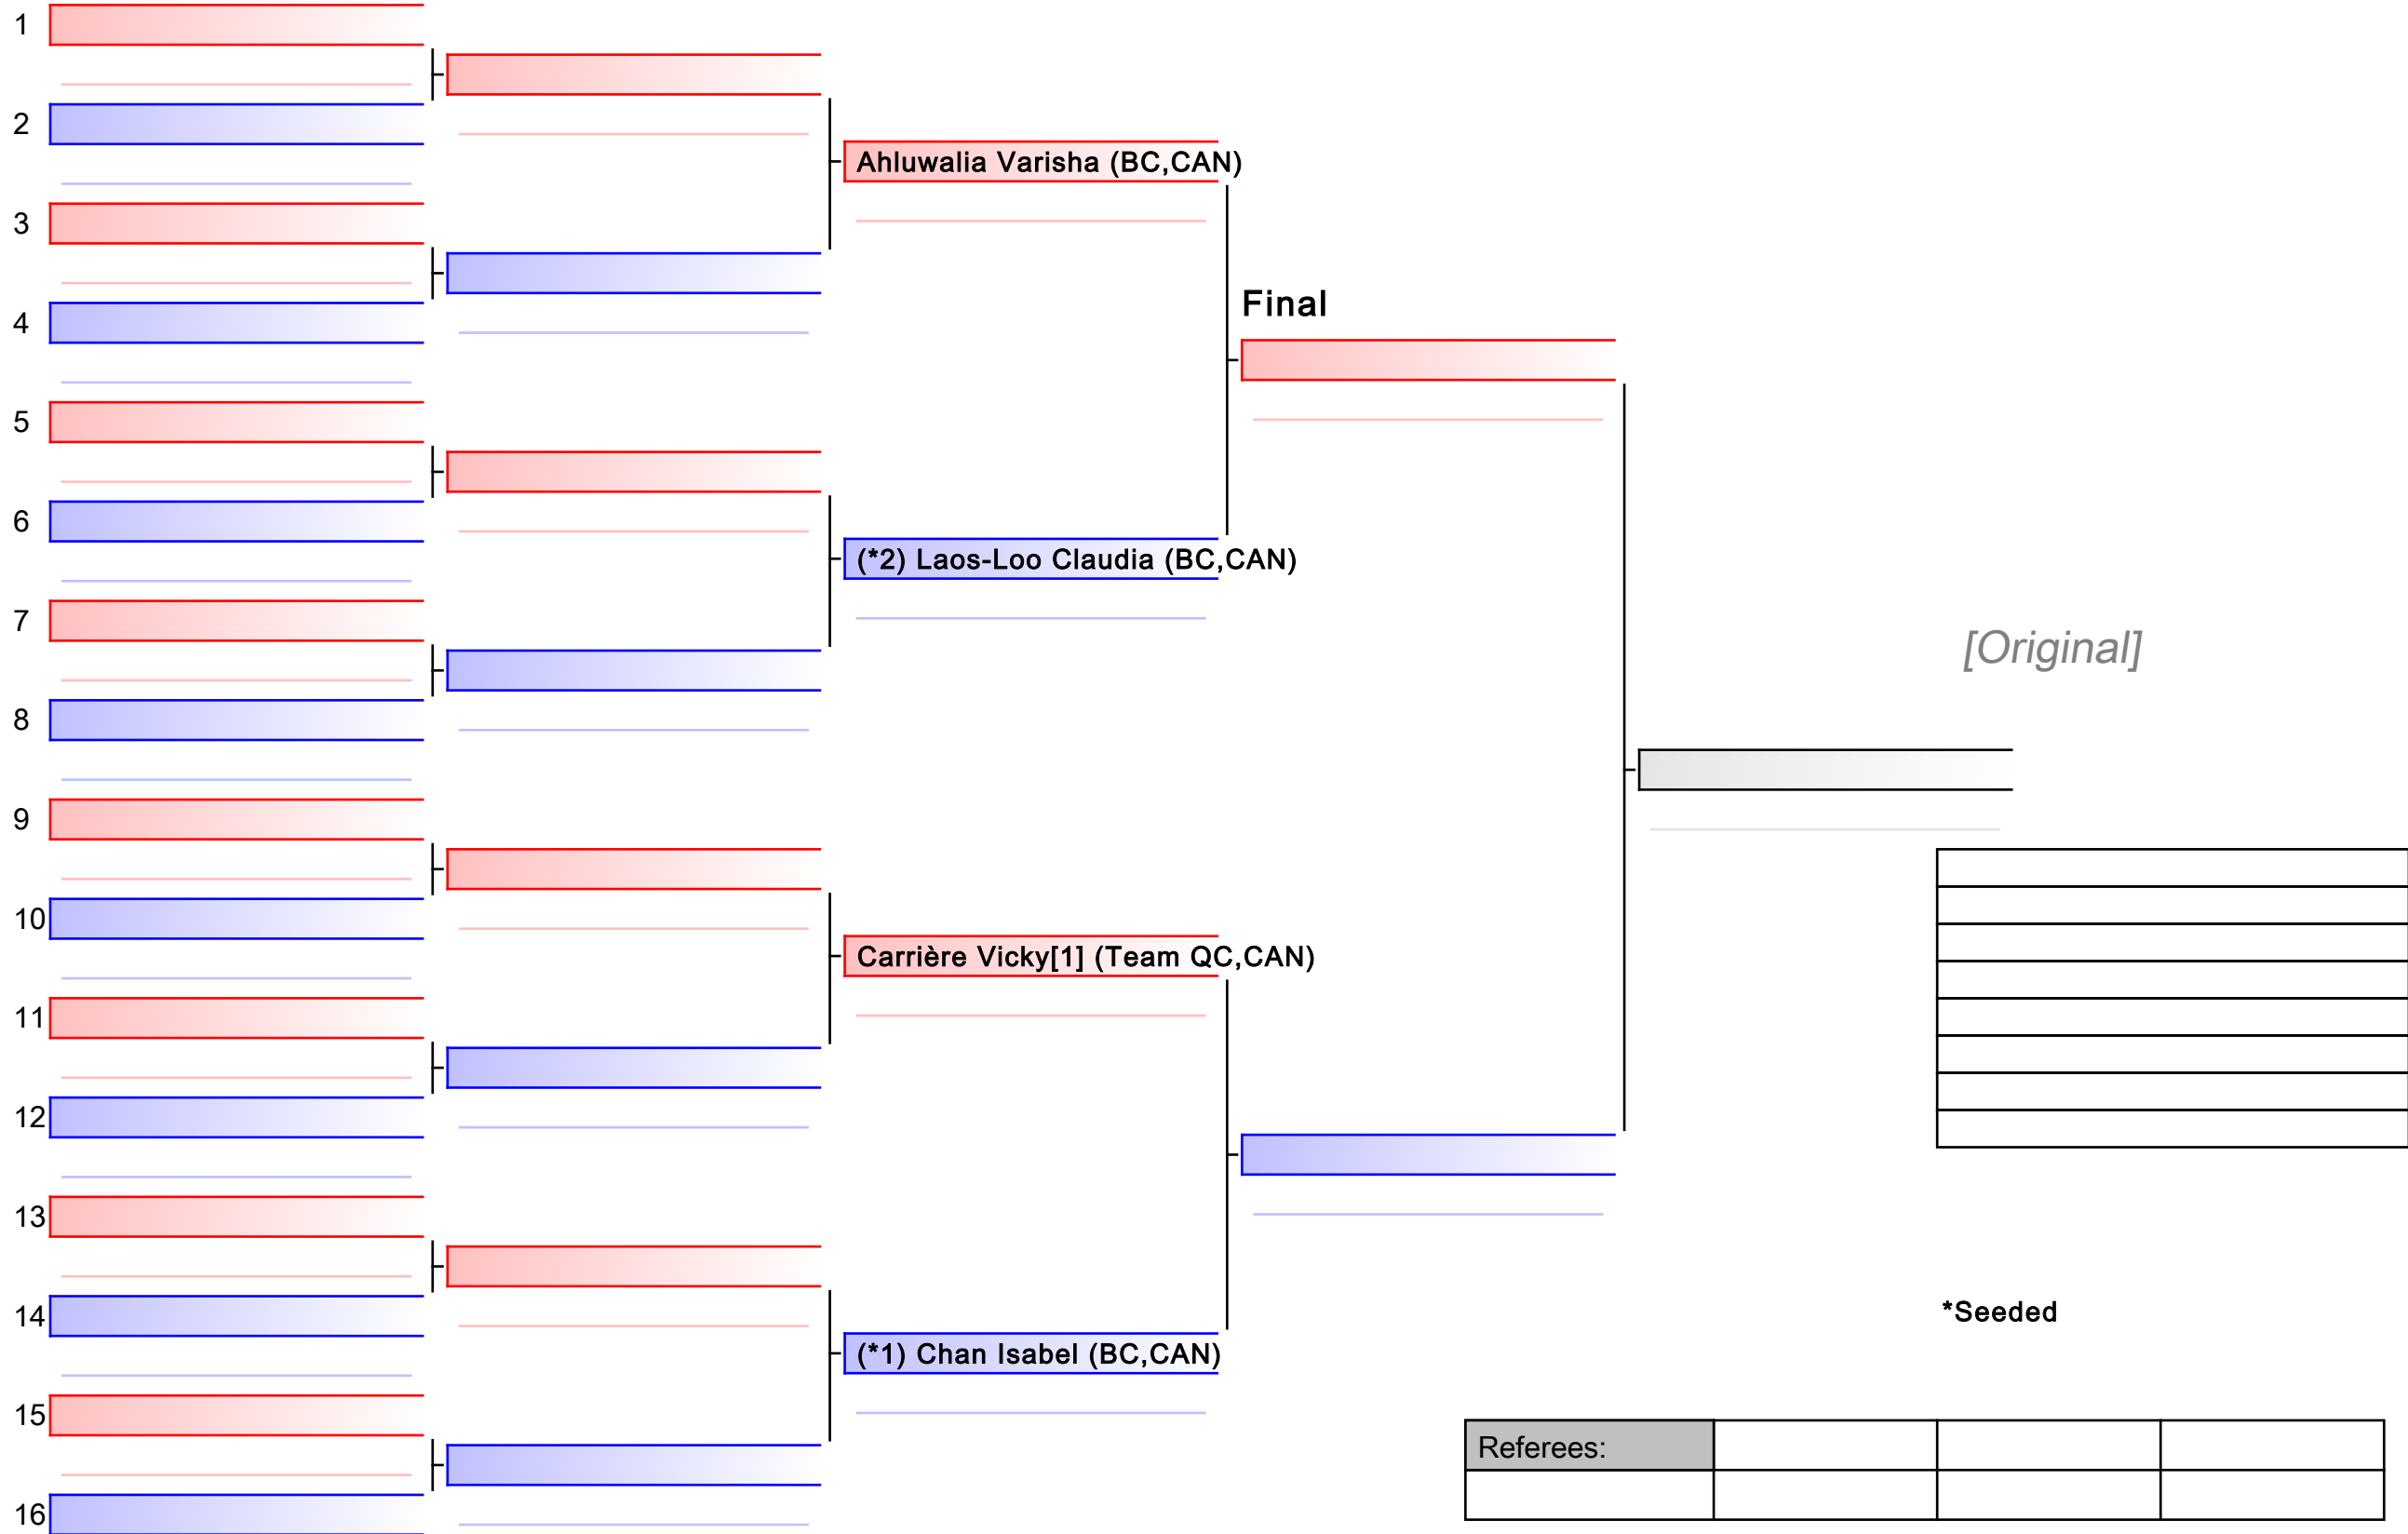 1
2
Ahluwalia Varisha (BC,CAN)
3
Final
4
5
6
(*2) Laos-Loo Claudia (BC,CAN)
7
[Original]
8
9
10
Carrière Vicky[1] (Team QC,CAN)
11
12
13
14
*Seeded
(*1) Chan Isabel (BC,CAN)
15
Referees:
16